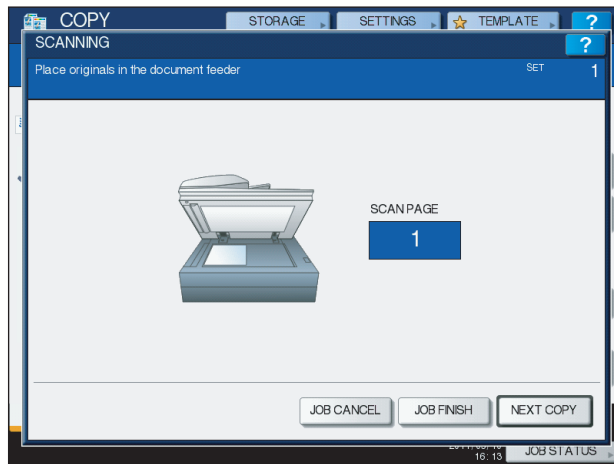 COPY
STORAGE
SETTINGS
TEMPLATE
?
SCANNING
?
Place originals in the document feeder
SET
1
SCAN PAGE
1
JOB CANCEL
JOB FINISH
NEXT COPY
16:13
JOB STATUS